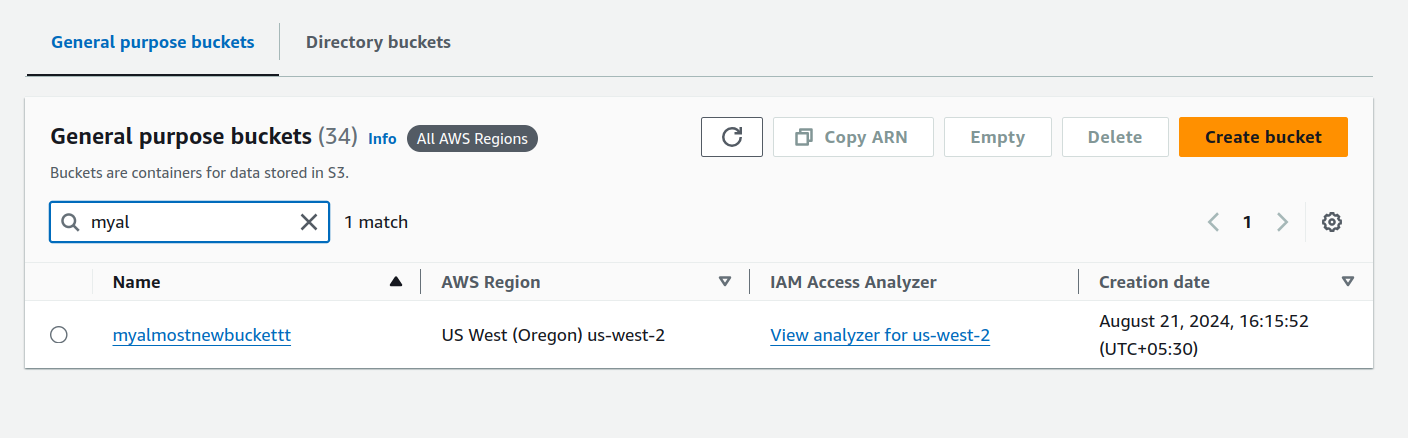 General purpose buckets
Directory buckets
General purpose buckets (34) Info All AWS Regions
Copy ARN
Empty
Delete
Create bucket
Buckets are containers for data stored in S3.
myal
1 match
1
Name
AWS Region
IAM Access Analyzer
Creation date
myalmostnewbuckettt
US West (Oregon) us-west-2
View analyzer for us-west-2
August 21, 2024, 16:15:52
(UTC+05:30)